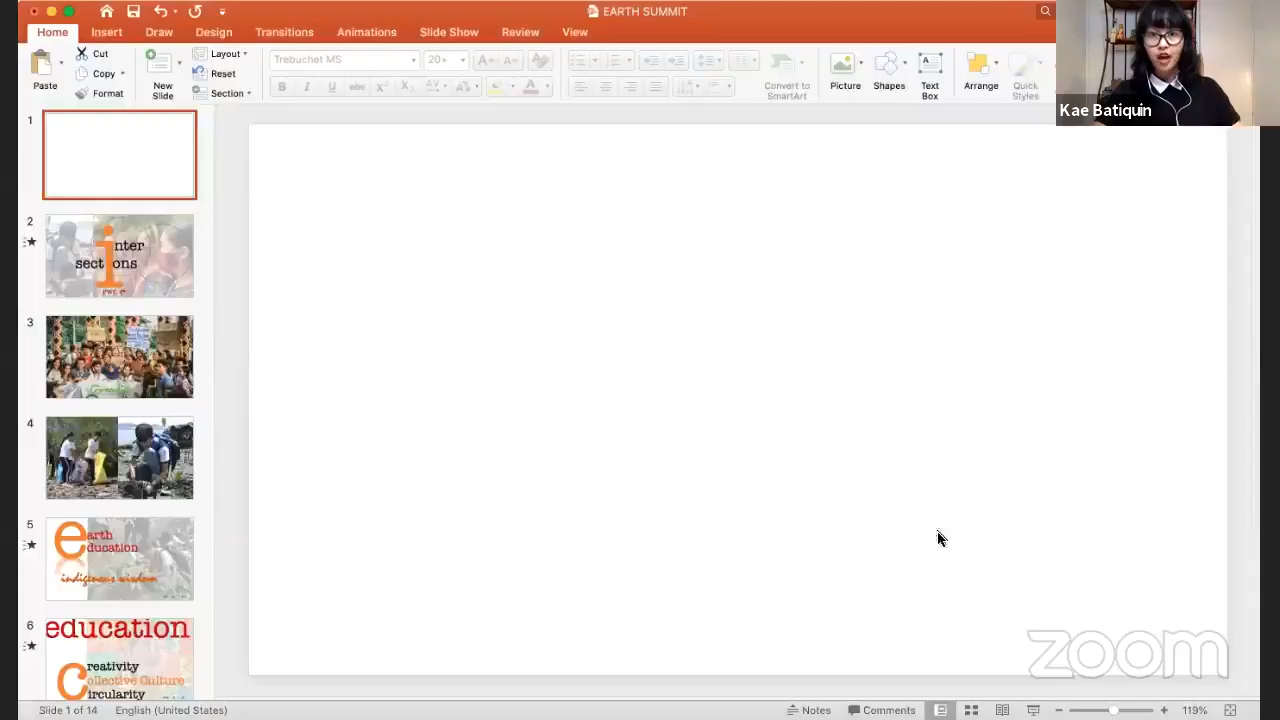 EARTH SUMMIT
Home Insert Draw Design Transitions Animations Slide Show Review View
Paste
Cut
Copy
Format
New
Slide
Layout
Reset
Section
Trebuchet MS
20+
Convert to
SmartArt
Picture
Shapes
Text
Box
Arrange
Quick
Styles
Kae Batiquin
1
2
i
nter
sect ons
3
4
5
e
arth
ducation
indigenous wisdom
6
education
c
reativity
ollective Culture
ircularity
zoom
Slide 1 of 14 English (United States) Notes Comments 119%